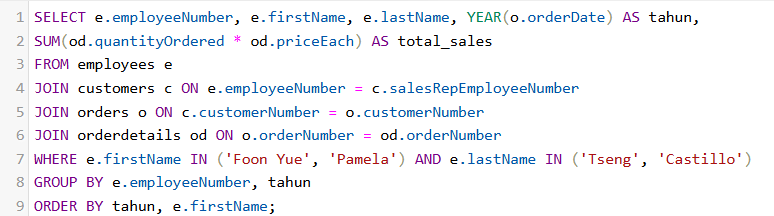 1 SELECT e.employeeNumber, e.firstName, e.lastName, YEAR(o.orderDate) AS tahun,
2 SUM(od.quantityOrdered * od.priceEach) AS total_sales
3 FROM employees e
4 JOIN customers c ON e.employeeNumber = c.salesRepEmployeeNumber
5 JOIN orders o ON c.customerNumber = o.customerNumber
6 JOIN orderdetails od ON o.orderNumber = od.orderNumber
7 WHERE e.firstName IN ('Foon Yue', 'Pamela') AND e.lastName IN ('Tseng', 'Castillo')
8 GROUP BY e.employeeNumber, tahun
9 ORDER BY tahun, e.firstName;